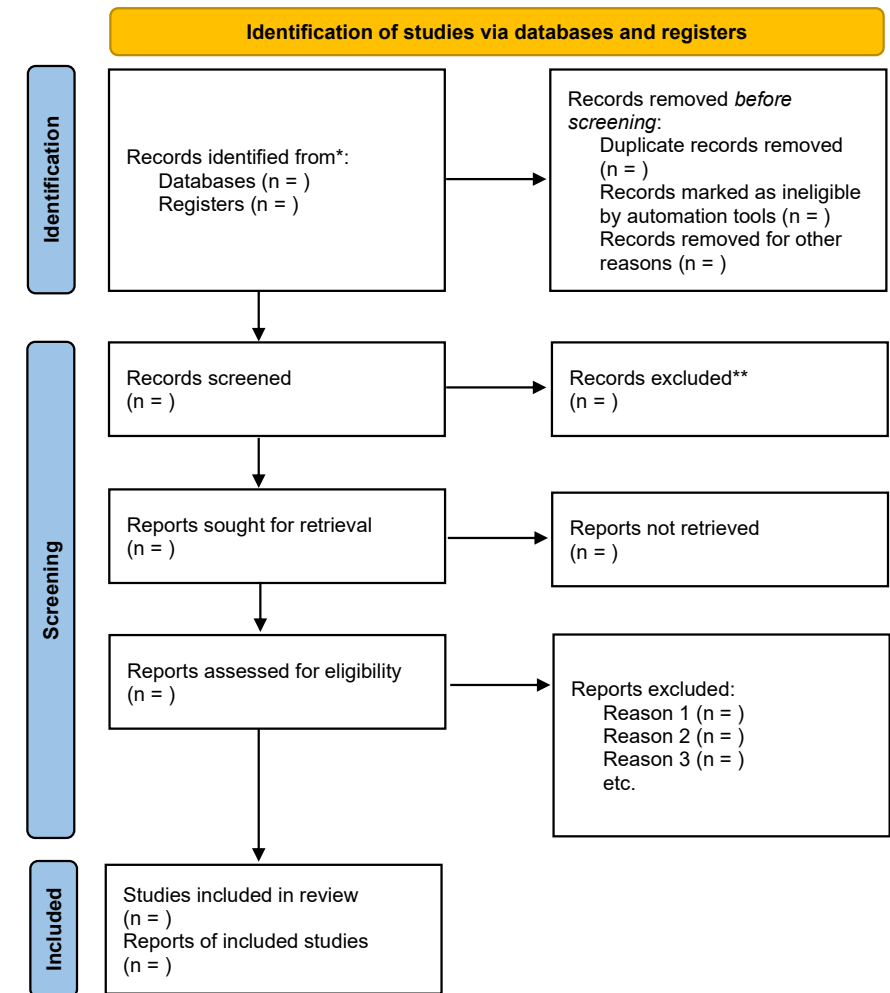 Identification of studies via databases and registers
Identification
Records identified from*:
Databases (n = )
Registers (n = )
Records removed before
screening:
Duplicate records removed
(n = )
Records marked as ineligible
by automation tools (n = )
Records removed for other
reasons (n = )
Screening
Records screened
(n = )
Records excluded**
(n = )
Reports sought for retrieval
(n = )
Reports not retrieved
(n = )
Reports assessed for eligibility
(n = )
Reports excluded:
Reason 1 (n = )
Reason 2 (n = )
Reason 3 (n = )
etc.
Included
Studies included in review
(n = )
Reports of included studies
(n = )